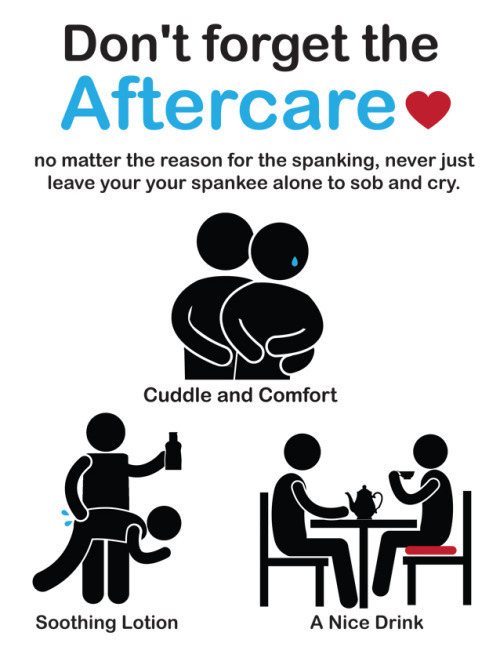 Don't forget the
Aftercare
no matter the reason for the spanking, never just
leave your your spankee alone to sob and cry.
Cuddle and Comfort
Soothing Lotion
A Nice Drink